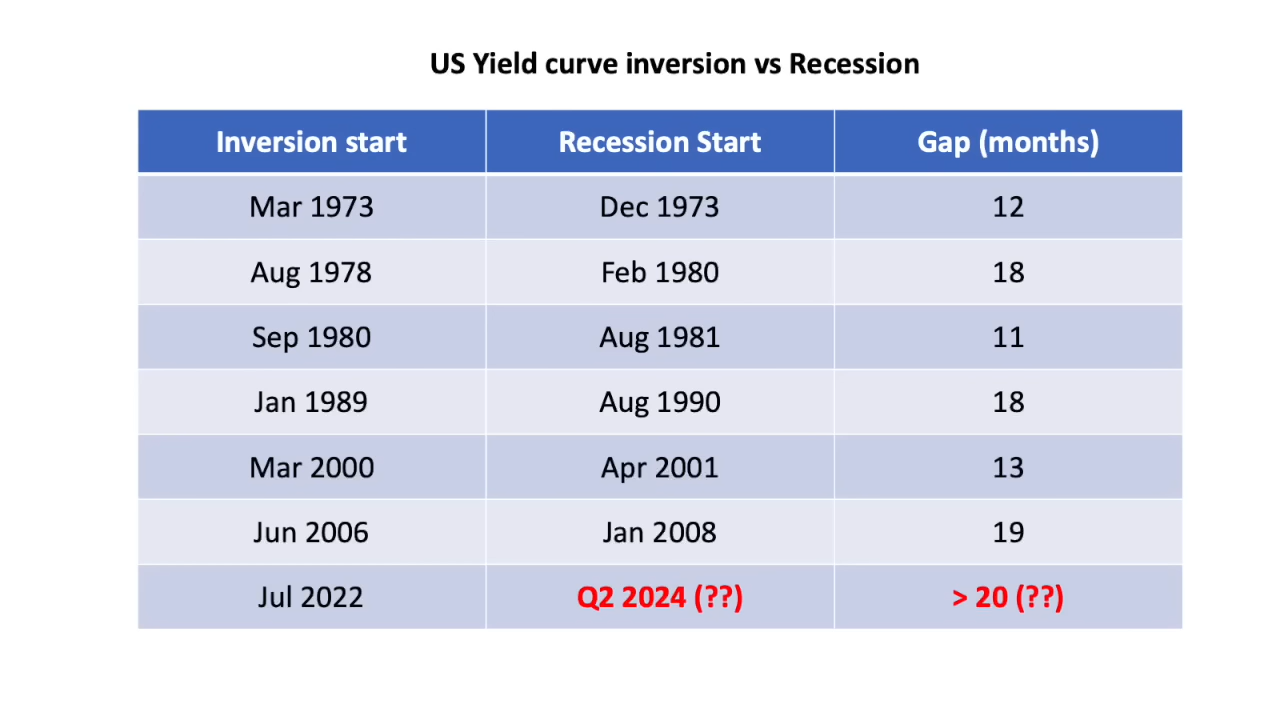 US Yield curve inversion vs Recession
Inversion start Recession Start Gap (months)
Mar 1973 Dec 1973 12
Aug 1978 Feb 1980 18
Sep 1980 Aug 1981 11
Jan 1989 Aug 1990 18
Mar 2000 Apr 2001 13
Jun 2006 Jan 2008 19
Jul 2022 Q2 2024 (??) > 20 (??)